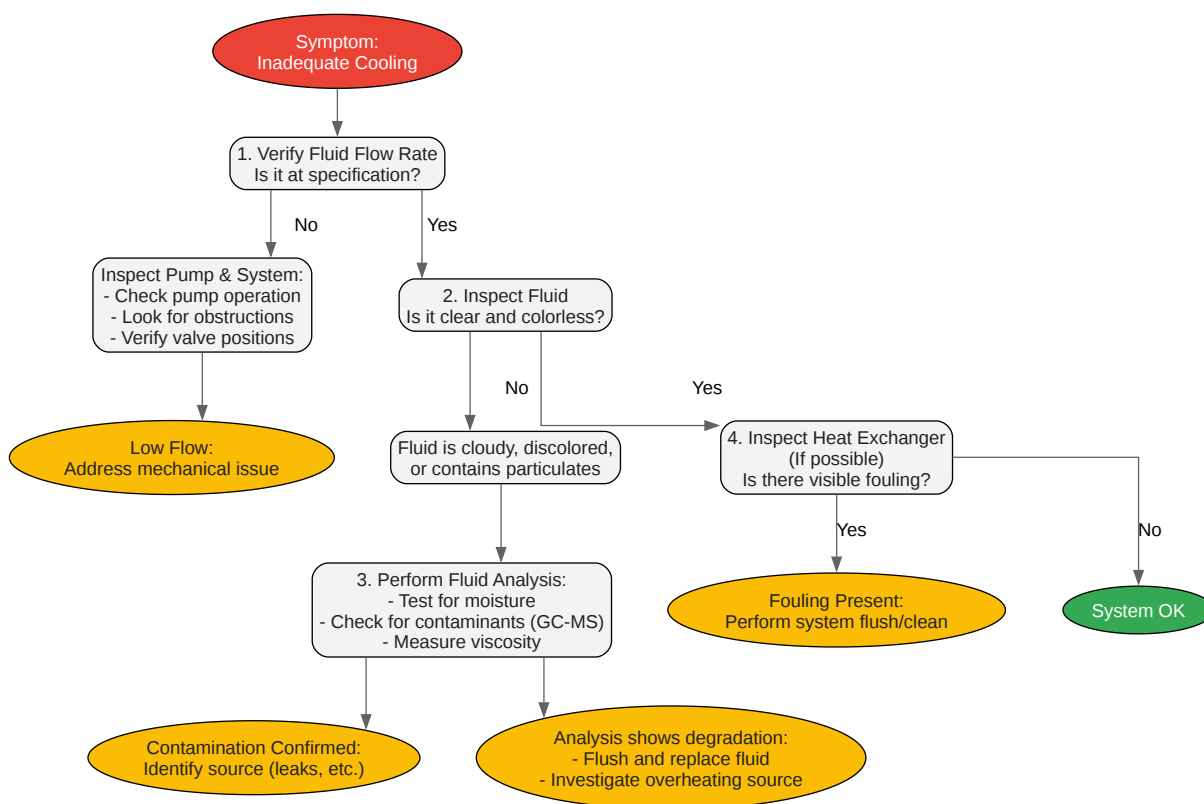 Symptom:
Inadequate Cooling
1. Verify Fluid Flow Rate
Is it at specification?
No
Yes
Inspect Pump & System:
- Check pump operation
- Look for obstructions
- Verify valve positions
2. Inspect Fluid
Is it clear and colorless?
No
Yes
Low Flow:
Address mechanical issue
Fluid is cloudy, discolored,
or contains particulates
4. Inspect Heat Exchanger
(If possible)
Is there visible fouling?
Yes
No
3. Perform Fluid Analysis:
- Test for moisture
- Check for contaminants (GC-MS)
- Measure viscosity
Fouling Present:
Perform system flush/clean
System OK
Contamination Confirmed:
Identify source (leaks, etc.)
Analysis shows degradation:
- Flush and replace fluid
- Investigate overheating source